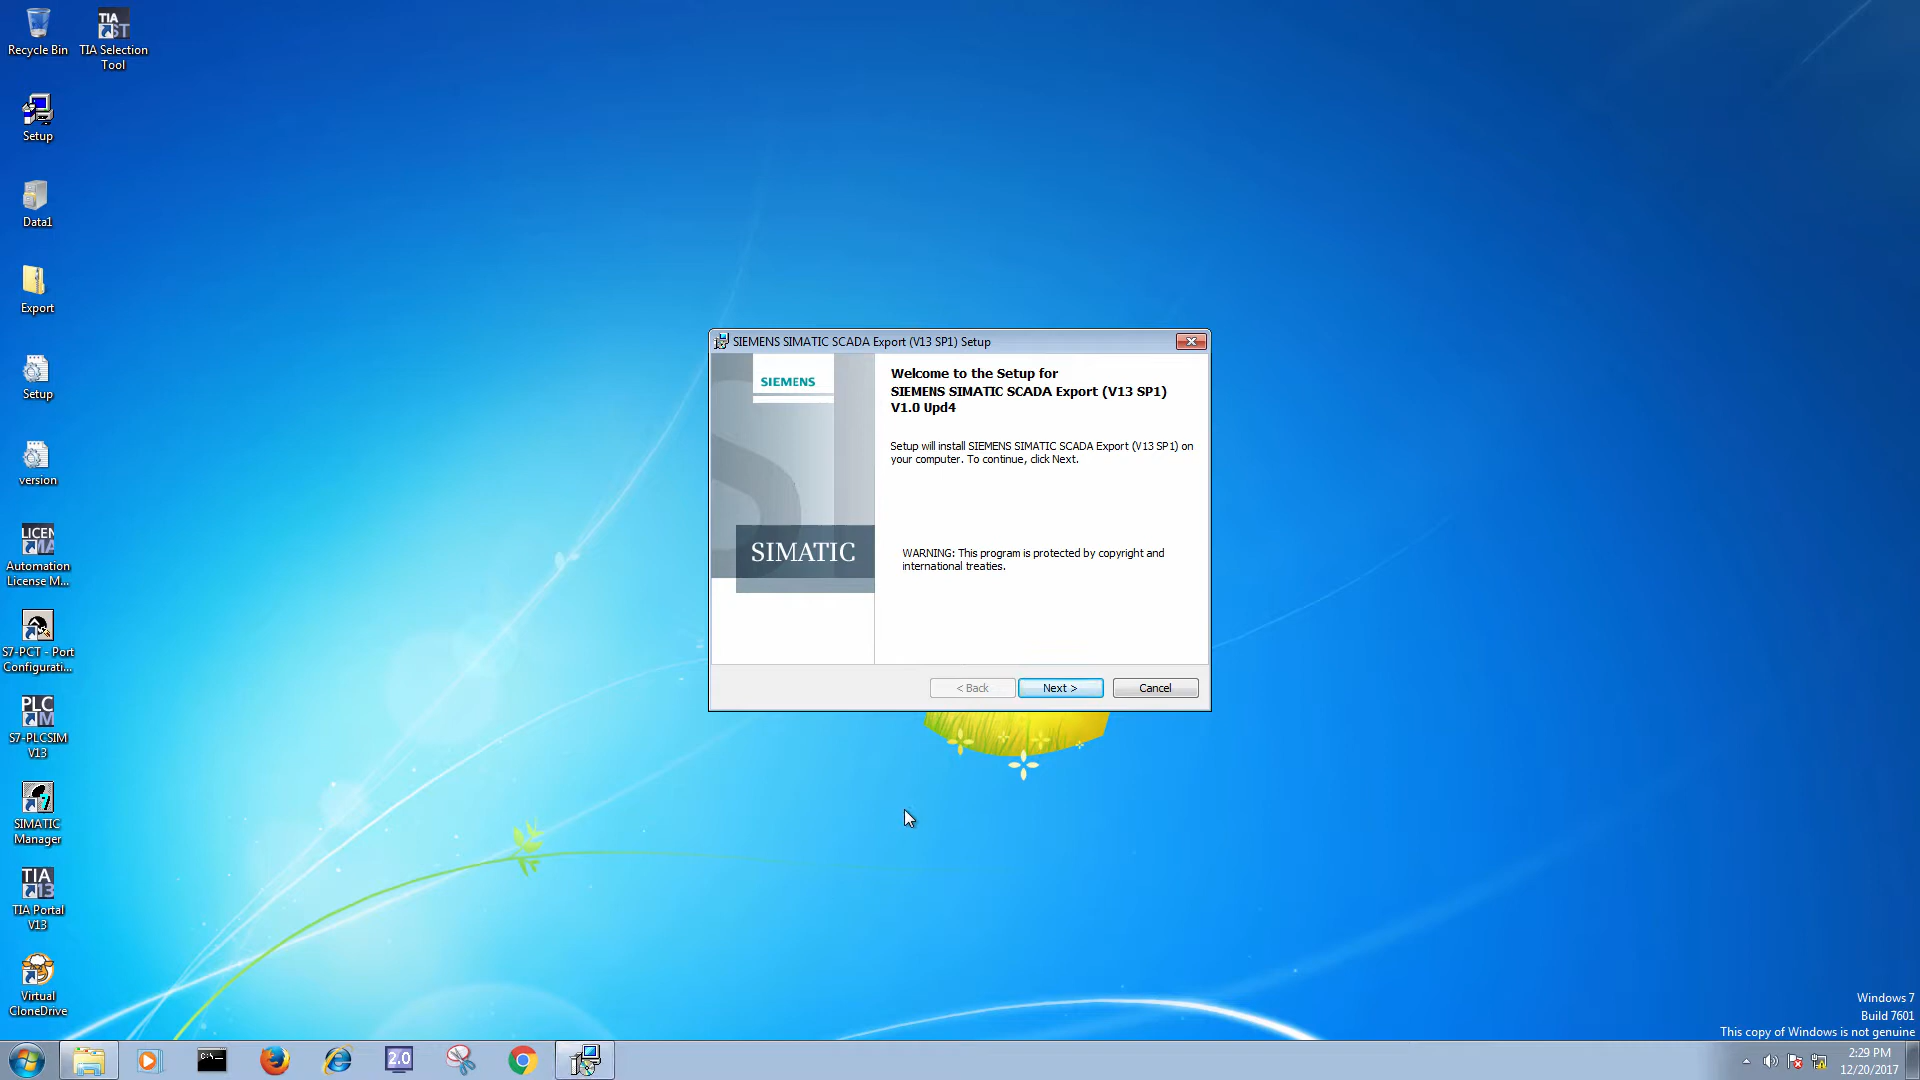 Recycle Bin
TIA
ST
TIA Selection
Tool
Setup
Data1
Export
Setup
version
LICEN
MA
Automation
License M...
S7-PCT - Port
Configurati...
PLC
M
S7-PLCSIM
V13
7
SIMATIC
Manager
TIA
13
TIA Portal
V13
Virtual
CloneDrive
SIEMENS SIMATIC SCADA Export (V13 SP1) Setup
SIEMENS
SIMATIC
Welcome to the Setup for
SIEMENS SIMATIC SCADA Export (V13 SP1)
V1.0 Upd4
Setup will install SIEMENS SIMATIC SCADA Export (V13 SP1) on
your computer. To continue, click Next.
WARNING: This program is protected by copyright and
international treaties.
< Back
Next >
Cancel
Windows 7
Build 7601
This copy of Windows is not genuine
C:\.
2.0
2:29 PM
12/20/2017